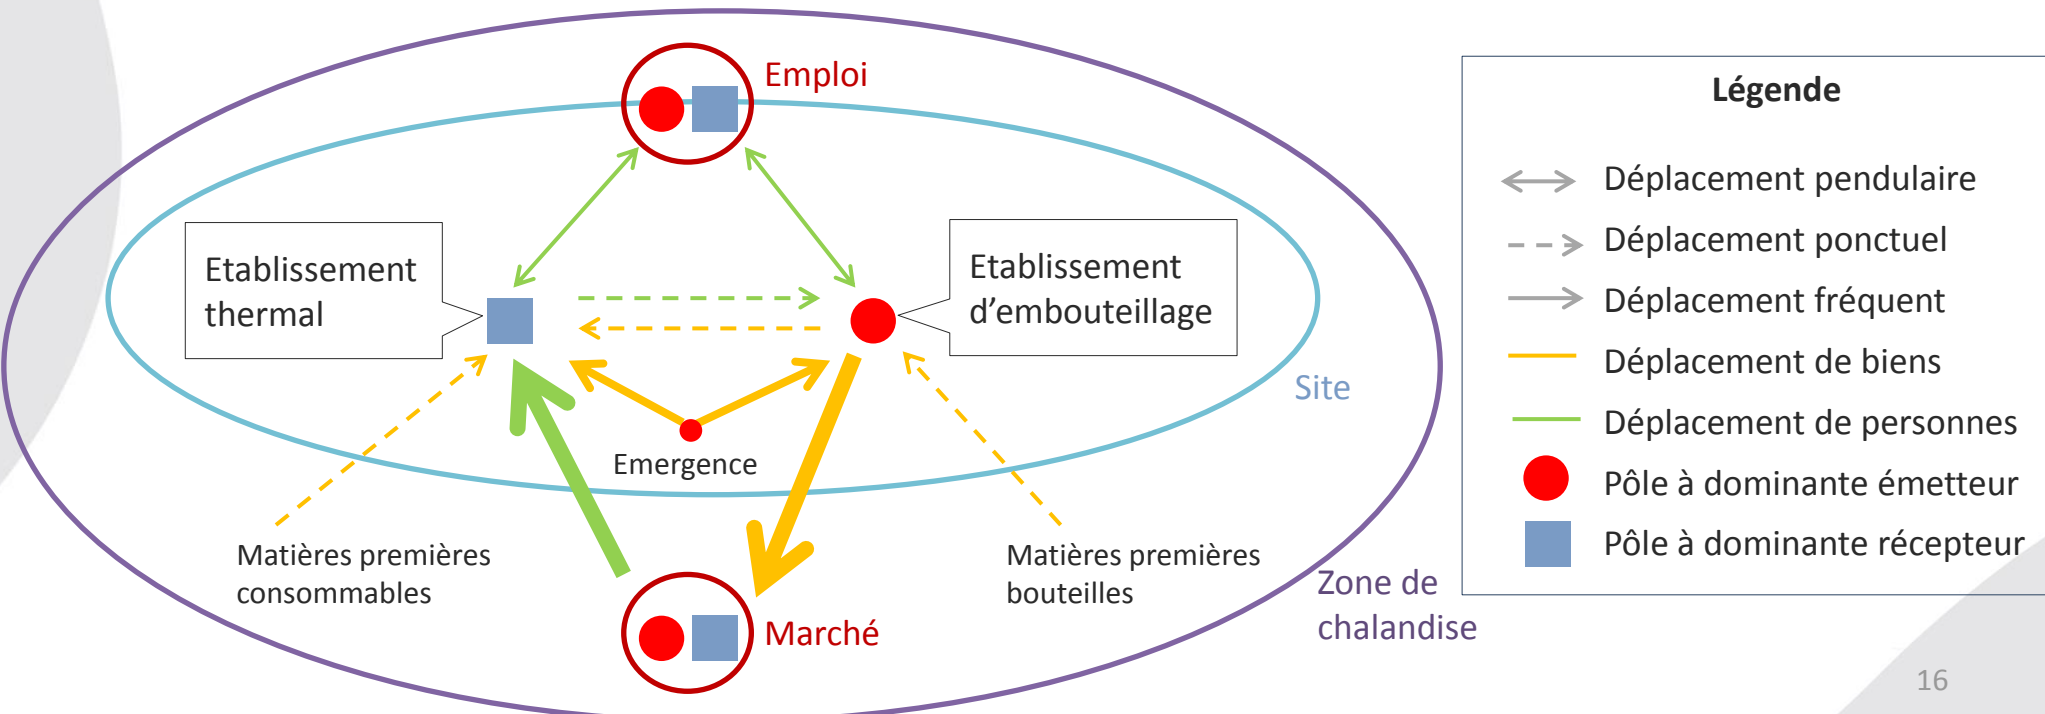 Emploi
Etablissement
thermal
Etablissement
d’embouteillage
Site
Emergence
Matières premières
consommables
Matières premières
bouteilles
Zone de
chalandise
Marché
Légende
Déplacement pendulaire
Déplacement ponctuel
Déplacement fréquent
Déplacement de biens
Déplacement de personnes
Pôle à dominante émetteur
Pôle à dominante récepteur
16